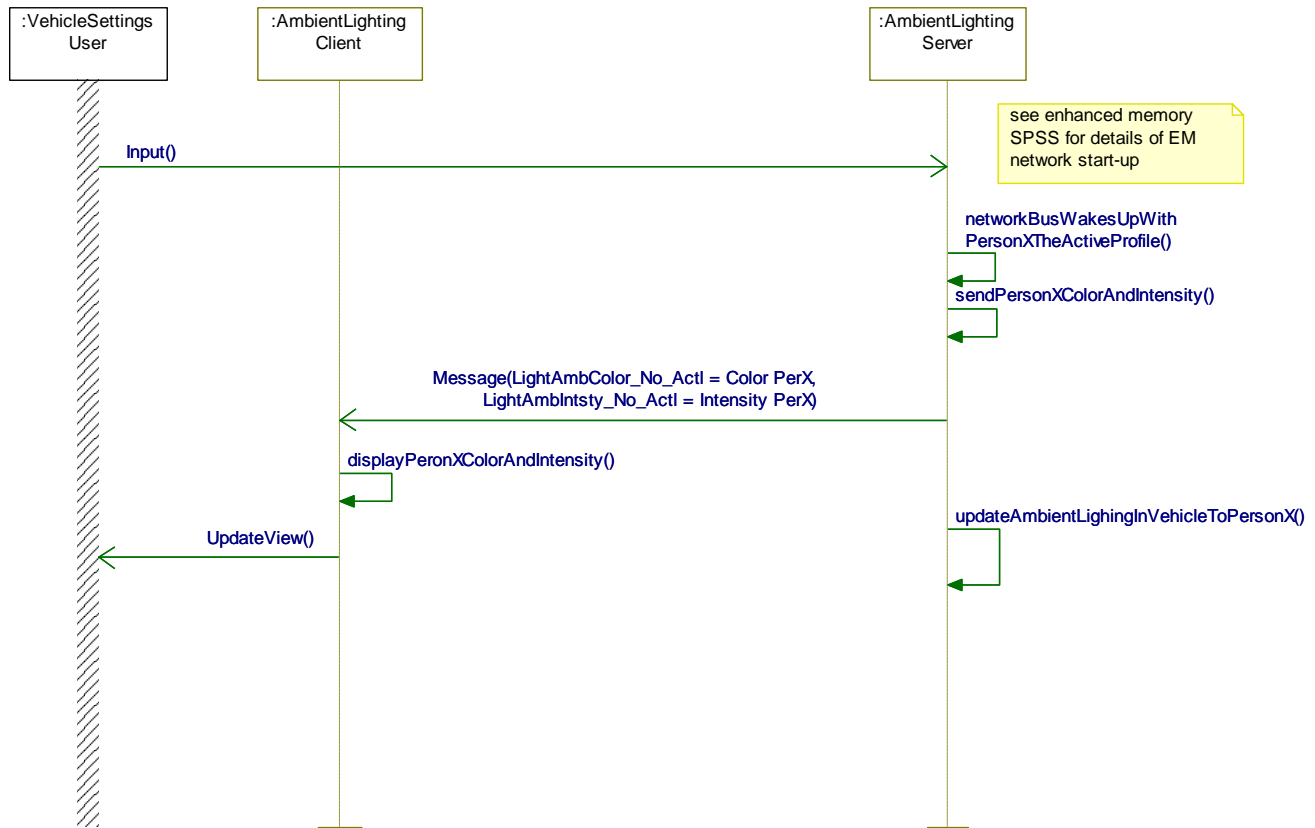 :VehicleSettings
User
:AmbientLighting
Client
:AmbientLighting
Server
see enhanced memory
SPSS for details of EM
network start-up
Input()
networkBusWakesUpWith
PersonXTheActiveProfile()
sendPersonXColorAndIntensity()
Message(LightAmbColor_No_Actl = Color PerX,
LightAmbIntsty_No_Actl = Intensity PerX)
displayPeronXColorAndIntensity()
updateAmbientLighingInVehicleToPersonX()
UpdateView()